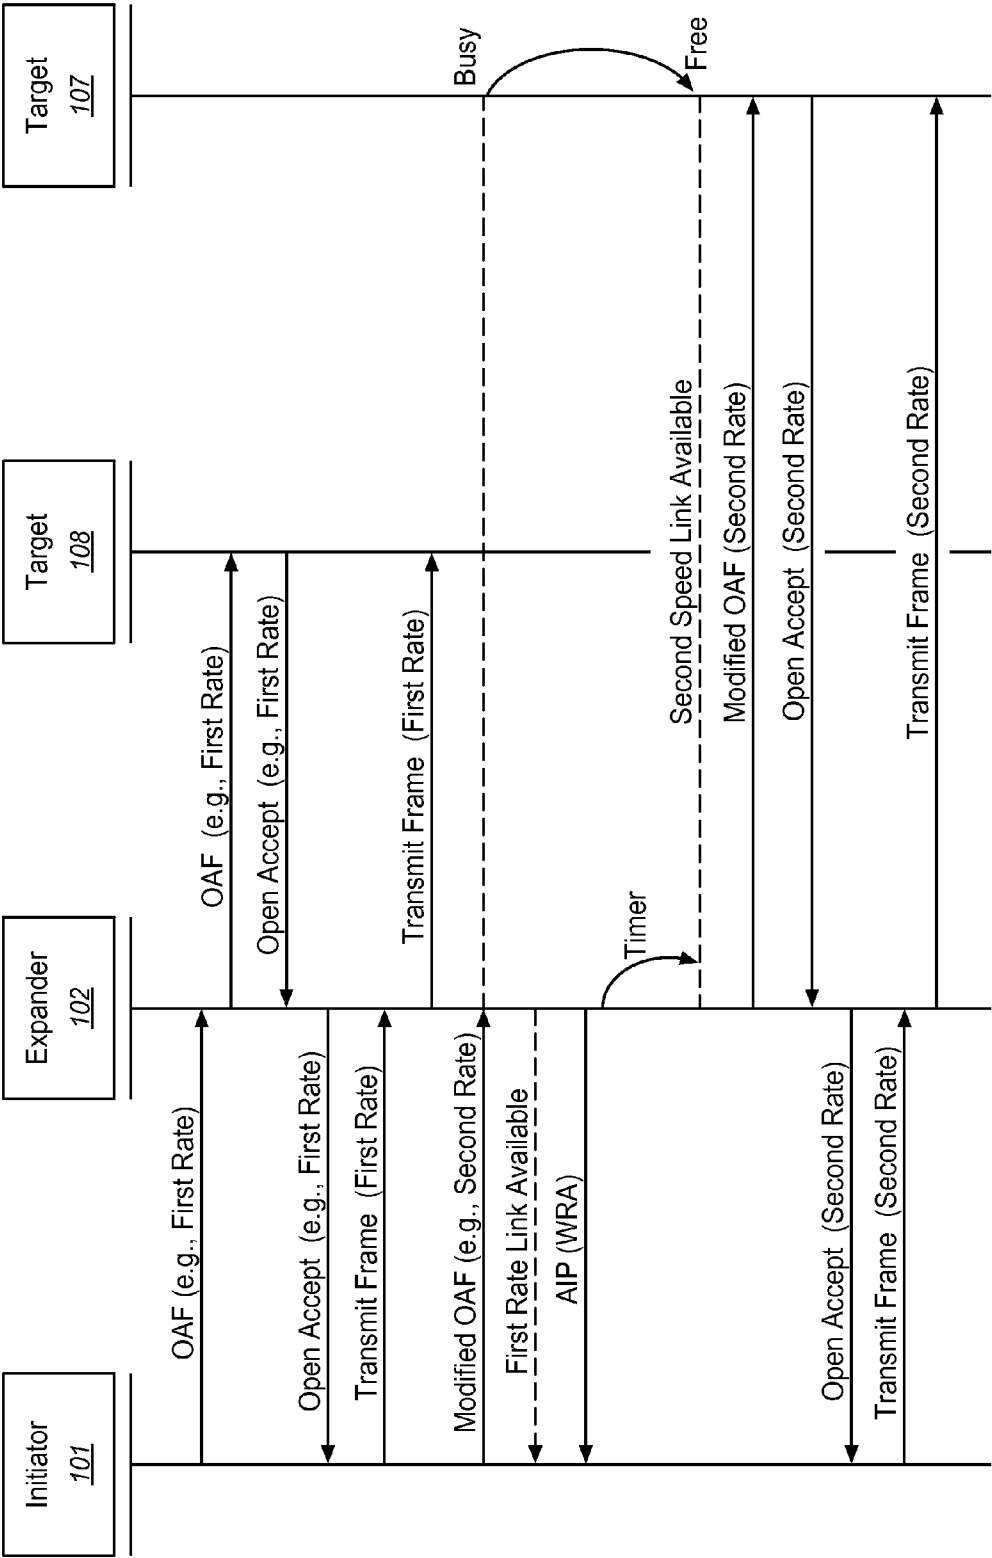 Initiator
101
Expander
102
Target
108
Target
107
OAF (e.g., First Rate)
OAF (e.g., First Rate)
Open Accept (e.g., First Rate)
Open Accept (e.g., First Rate)
Transmit Frame (First Rate)
Transmit Frame (First Rate)
Modified OAF (e.g., Second Rate)
Busy
First Rate Link Available
AIP (WRA)
Timer
Second Speed Link Available
Free
Modified OAF (Second Rate)
Open Accept (Second Rate)
Open Accept (Second Rate)
Transmit Frame (Second Rate)
Transmit Frame (Second Rate)